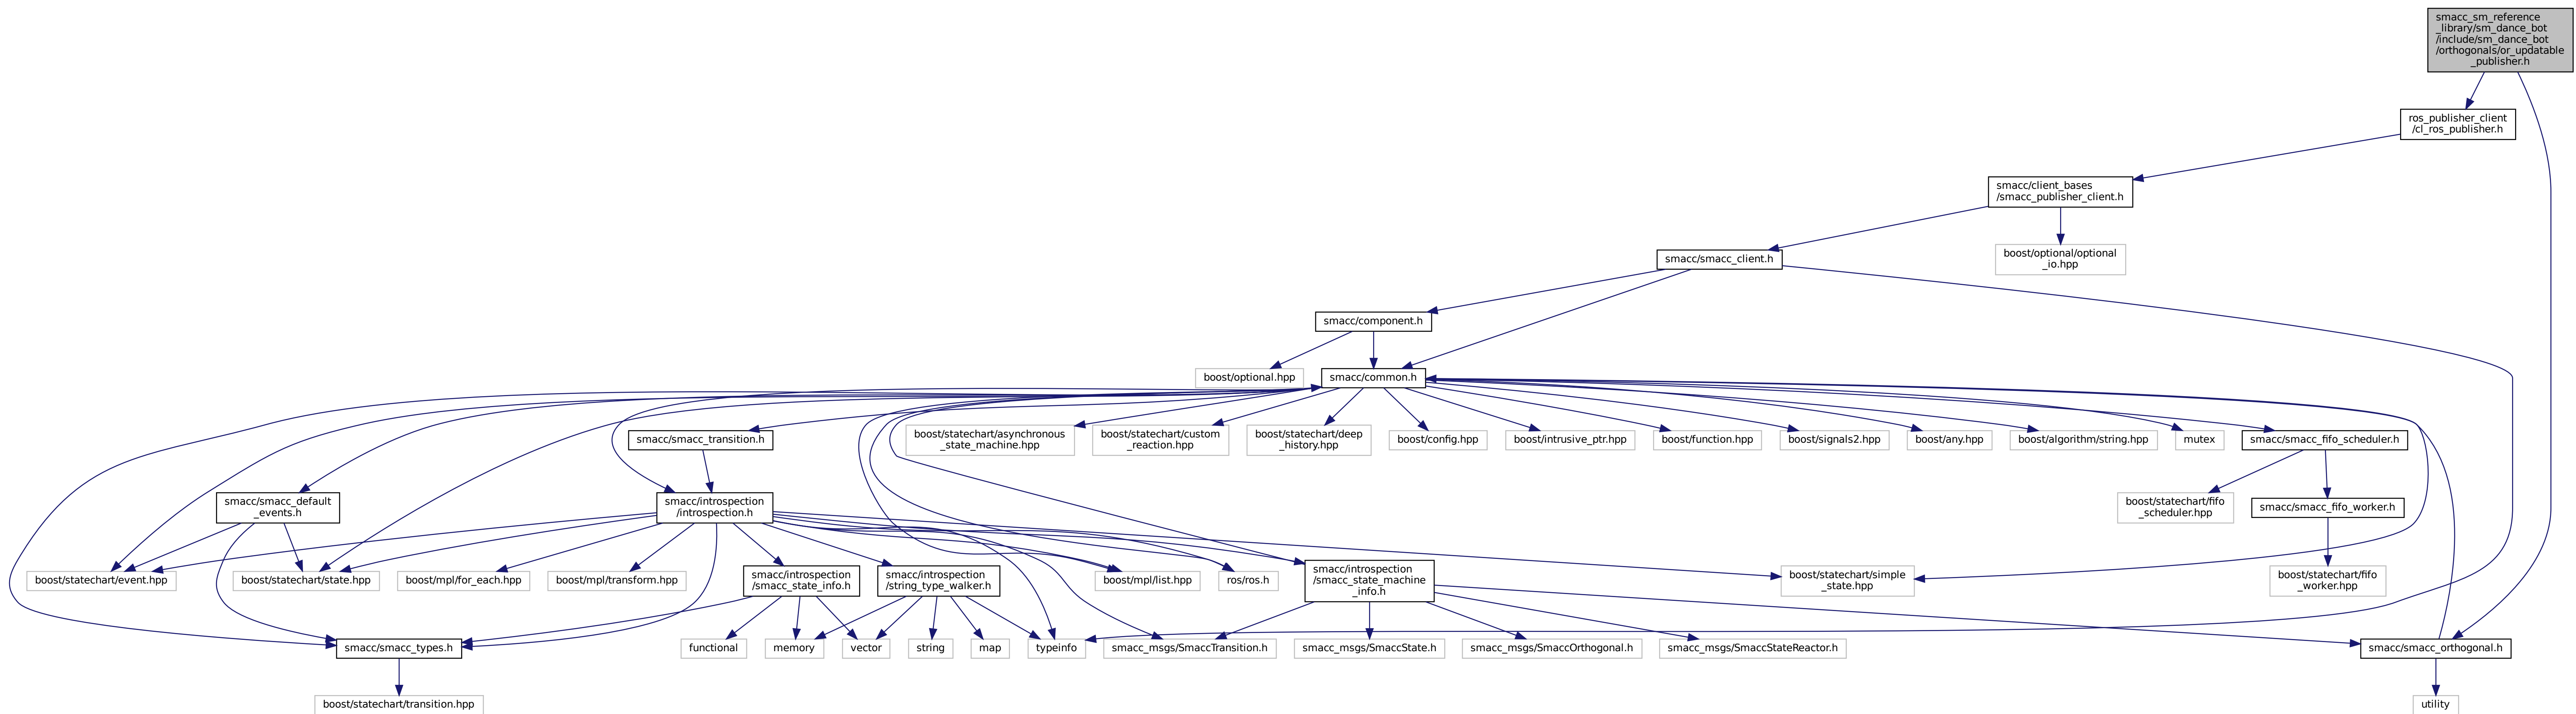 smacc_sm_reference
_library/sm_dance_bot
/include/sm_dance_bot
/orthogonals/or_updatable
_publisher.h
ros_publisher_client
/cl_ros_publisher.h
smacc/client_bases
/smacc_publisher_client.h
smacc/smacc_client.h
boost/optional/optional
_io.hpp
smacc/component.h
boost/optional.hpp
smacc/common.h
smacc/smacc_transition.h
boost/statechart/asynchronous
_state_machine.hpp
boost/statechart/custom
_reaction.hpp
boost/statechart/deep
_history.hpp
boost/config.hpp
boost/intrusive_ptr.hpp
boost/function.hpp
boost/signals2.hpp
boost/any.hpp
boost/algorithm/string.hpp
mutex
smacc/smacc_fifo_scheduler.h
smacc/smacc_default
_events.h
smacc/introspection
/introspection.h
boost/statechart/fifo
_scheduler.hpp
smacc/smacc_fifo_worker.h
boost/statechart/event.hpp
boost/statechart/state.hpp
boost/mpl/for_each.hpp
boost/mpl/transform.hpp
smacc/introspection
/smacc_state_info.h
smacc/introspection
/string_type_walker.h
boost/mpl/list.hpp
ros/ros.h
smacc/introspection
/smacc_state_machine
_info.h
boost/statechart/simple
_state.hpp
boost/statechart/fifo
_worker.hpp
smacc/smacc_types.h
functional
memory
vector
string
map
typeinfo
smacc_msgs/SmaccTransition.h
smacc_msgs/SmaccState.h
smacc_msgs/SmaccOrthogonal.h
smacc_msgs/SmaccStateReactor.h
smacc/smacc_orthogonal.h
boost/statechart/transition.hpp
utility